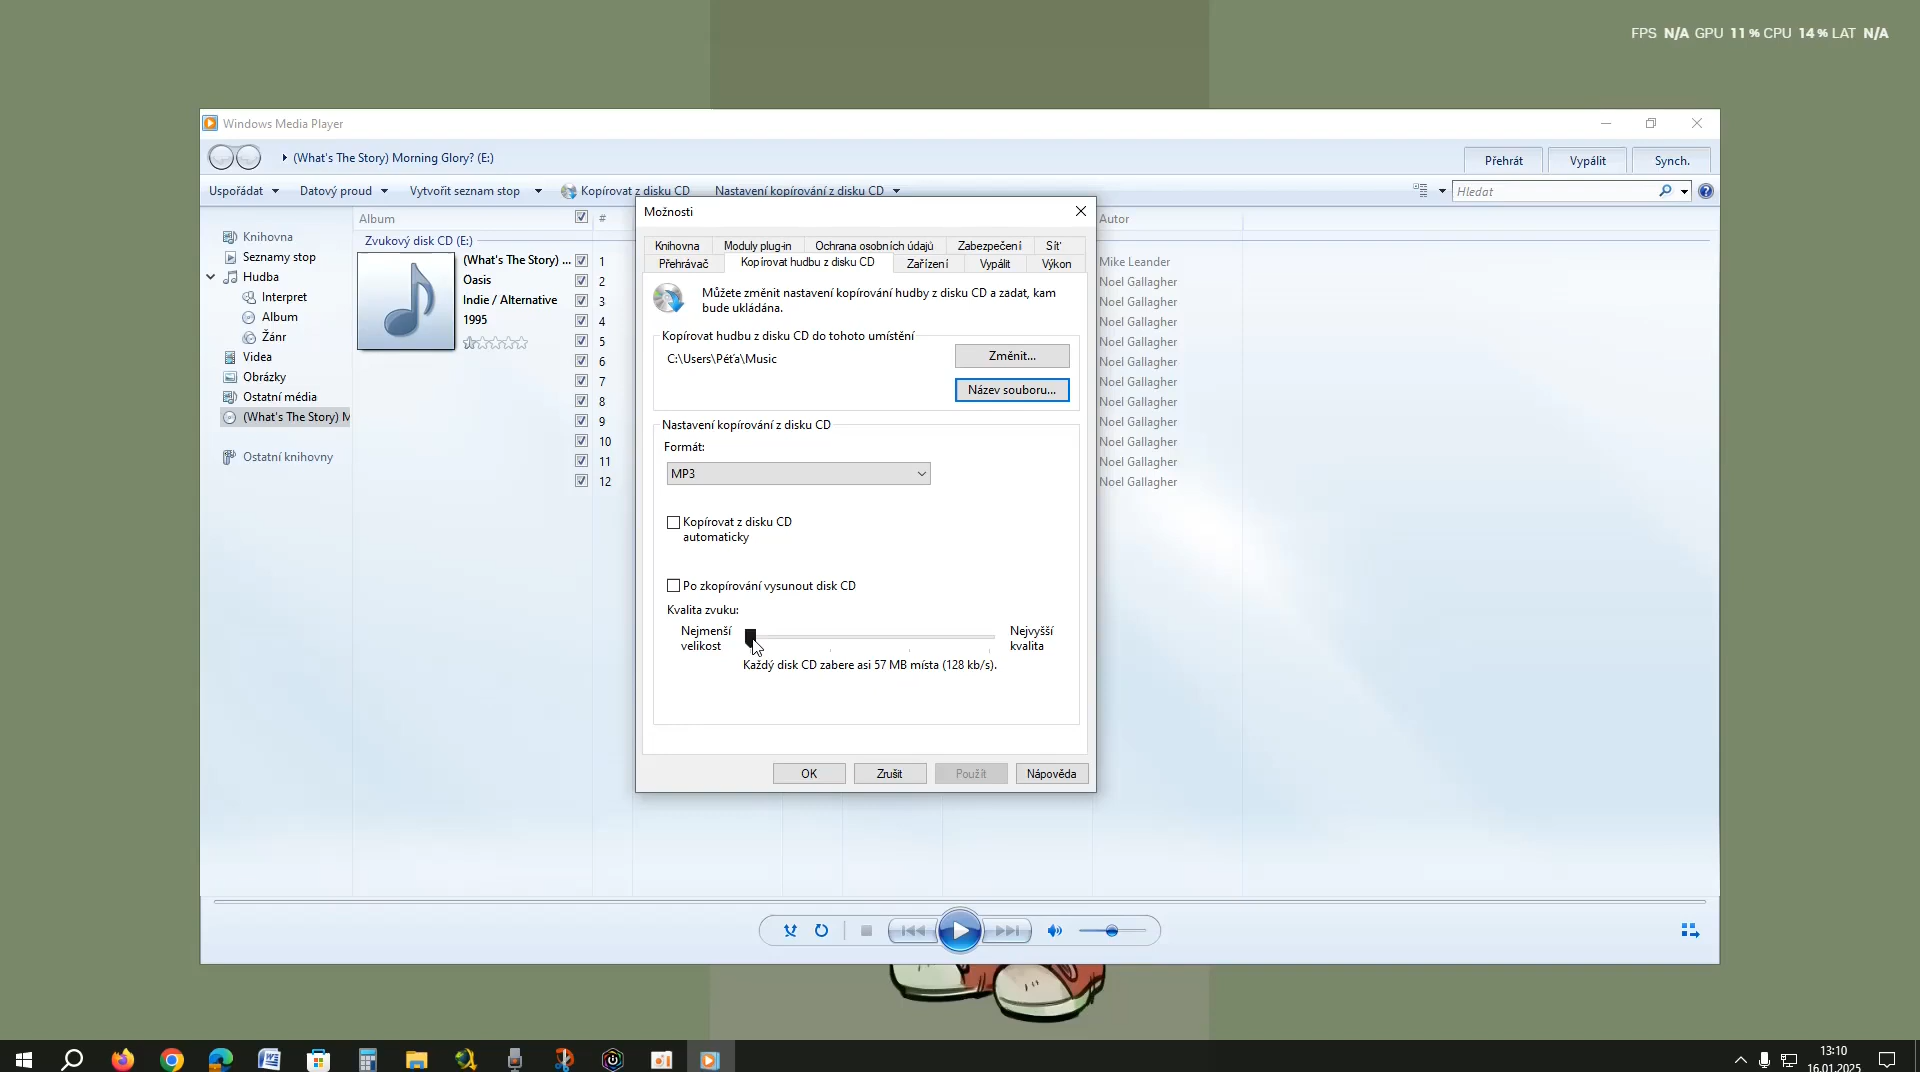 FPS N/A GPU 11 % CPU 14 % LAT N/A
Windows Media Player
(What's The Story) Morning Glory? (E:)
Přehrát
Vypálit
Synch.
Uspořádat
Datový proud
Vytvořit seznam stop
Kopírovat z disku CD
Nastavení kopírování z disku CD
Hledat
Knihovna
Seznamy stop
Hudba
Interpret
Album
Žánr
Videa
Obrázky
Ostatní média
(What's The Story) M
Ostatní knihovny
Album
#
Autor
Zvukový disk CD (E:)
(What's The Story) ...
Oasis
Indie / Alternative
1995
1
2
3
4
5
6
7
8
9
10
11
12
Mike Leander
Noel Gallagher
Noel Gallagher
Noel Gallagher
Noel Gallagher
Noel Gallagher
Noel Gallagher
Noel Gallagher
Noel Gallagher
Noel Gallagher
Noel Gallagher
Noel Gallagher
Možnosti
Knihovna
Moduly plug-in
Ochrana osobních údajů
Zabezpečení
Síť
Přehrávač
Kopírovat hudbu z disku CD
Zařízení
Vypálit
Výkon
Můžete změnit nastavení kopírování hudby z disku CD a zadat, kam
bude ukládána.
Kopírovat hudbu z disku CD do tohoto umístění
C:\Users\Péťa\Music
Změnit...
Název souboru...
Nastavení kopírování z disku CD
Formát:
MP3
Kopírovat z disku CD
automaticky
Po zkopírování vysunout disk CD
Kvalita zvuku:
Nejmenší
velikost
Nejvyšší
kvalita
Každý disk CD zabere asi 57 MB místa (128 kb/s).
OK
Zrušit
Použít
Nápověda
13:10
16.01.2025